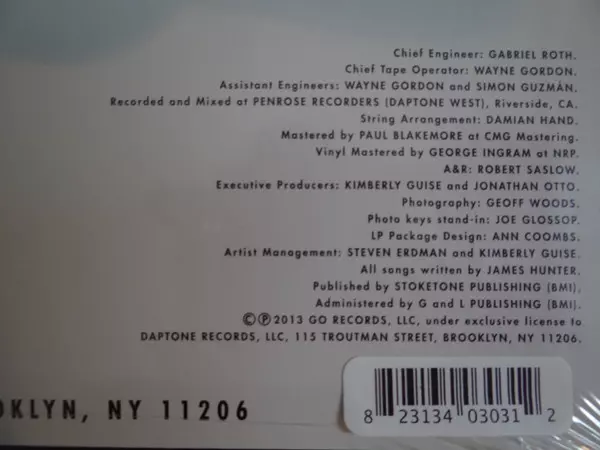 Chief Engineer: GABRIEL ROTH.
Chief Tape Operator: WAYNE GORDON.
Assistant Engineers: WAYNE GORDON and SIMON GUZMÁN.
Recorded and Mixed at PENROSE RECORDERS (DAPTONE WEST), Riverside, CA.
String Arrangement: DAMIAN HAND.
Mastered by PAUL BLAKEMORE at CMG Mastering.
Vinyl Mastered by GEORGE INGRAM at NRP.
A&R: ROBERT SASLOW.
Executive Producers: KIMBERLY GUISE and JONATHAN OTTO.
Photography: GEOFF WOODS.
Photo keys stand-in: JOE GLOSSOP.
LP Package Design: ANN COOMBS.
Artist Management: STEVEN ERDMAN and KIMBERLY GUISE.
All songs written by JAMES HUNTER.
Published by STOKETONE PUBLISHING (BMI).
Administered by G and L PUBLISHING (BMI).
©℗ 2013 GO RECORDS, LLC, under exclusive license to
DAPTONE RECORDS, LLC, 115 TROUTMAN STREET, BROOKLYN, NY 11206.
OKLYN, NY 11206
8 23134 03031 2